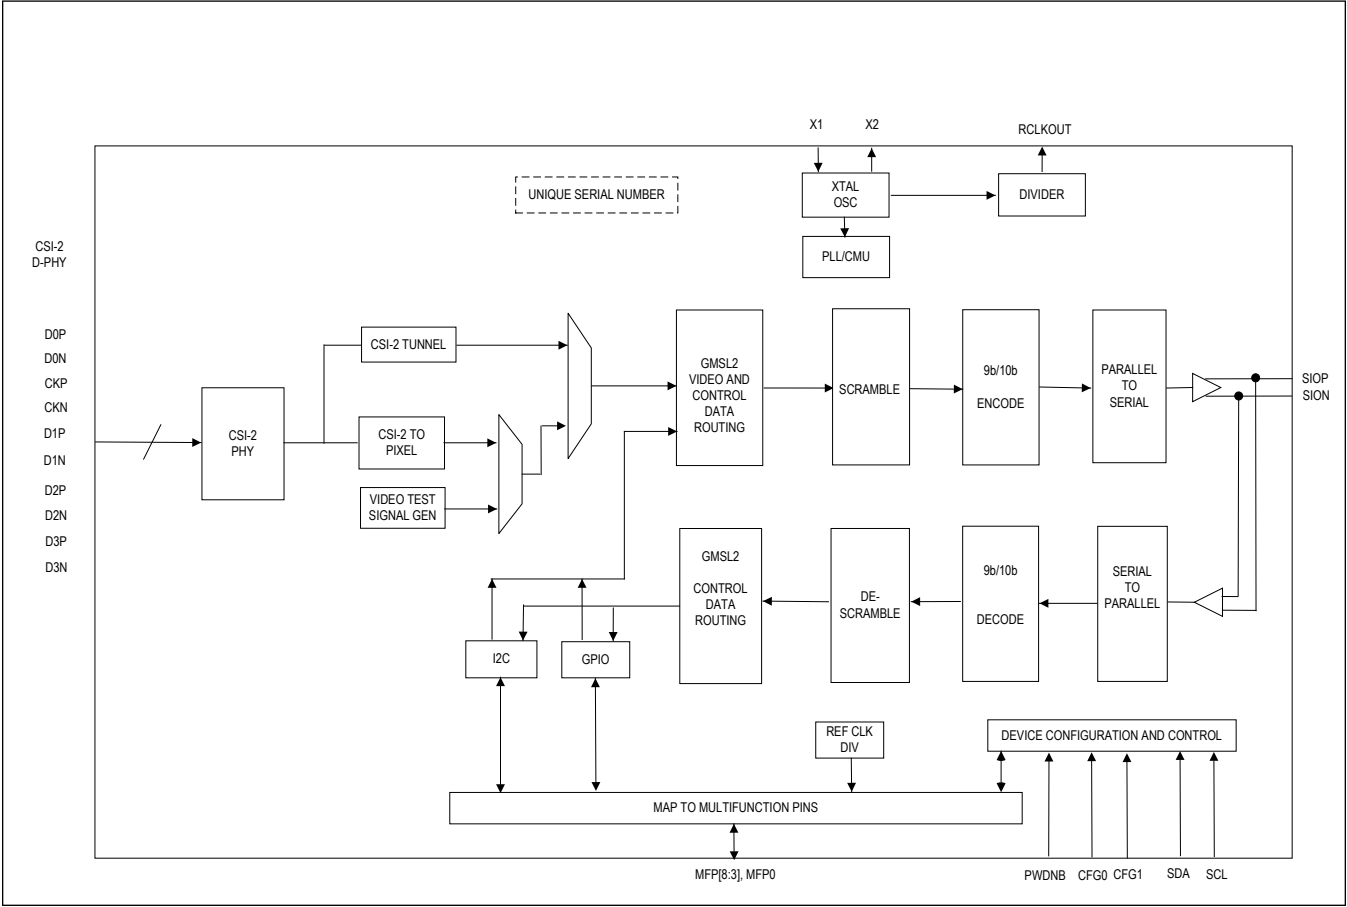 X1
X2
RCLKOUT
UNIQUE SERIAL NUMBER
XTAL
OSC
DIVIDER
PLL/CMU
CSI-2
D-PHY
D0P
D0N
CKP
CKN
D1P
D1N
D2P
D2N
D3P
D3N
CSI-2
PHY
CSI-2 TUNNEL
CSI-2 TO
PIXEL
VIDEO TEST
SIGNAL GEN
GMSL2
VIDEO AND
CONTROL
DATA
ROUTING
SCRAMBLE
9b/10b
ENCODE
PARALLEL
TO
SERIAL
SIOP
SION
GMSL2
CONTROL
DATA
ROUTING
DE-
SCRAMBLE
9b/10b
DECODE
SERIAL
TO
PARALLEL
I2C
GPIO
REF CLK
DIV
DEVICE CONFIGURATION AND CONTROL
MAP TO MULTIFUNCTION PINS
MFP[8:3], MFP0
PWDNB
CFG0
CFG1
SDA
SCL